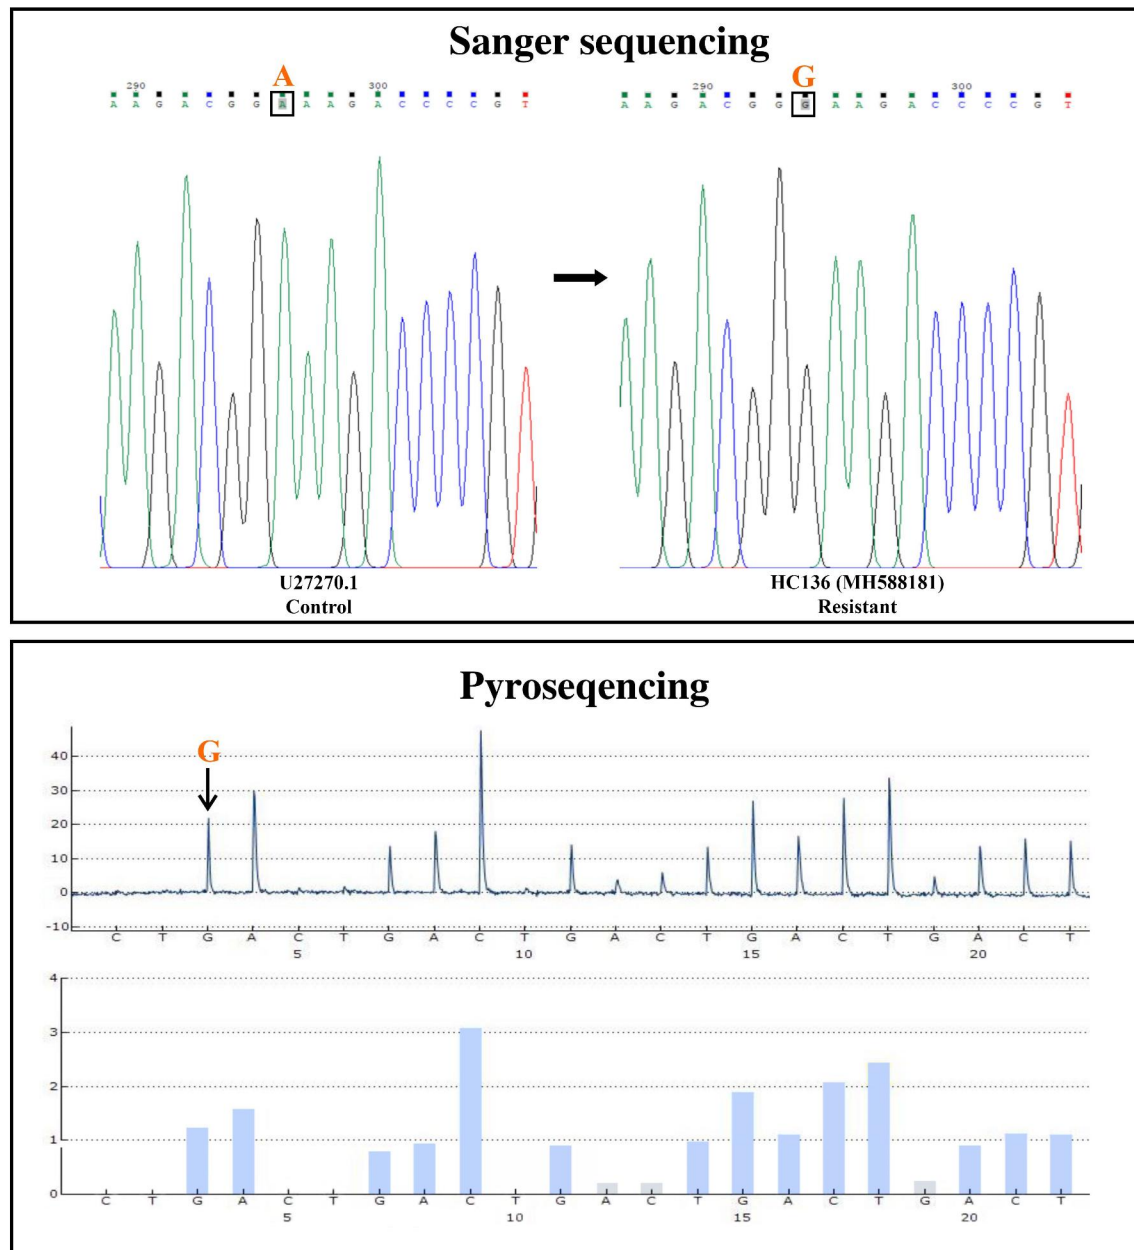 Sanger sequencing
A G
290 300 290 300
A A G A C G G A A A G A C C C C G T A A G A C G G G A A G A C C C C G T
U27270.1 HC136 (MH588181)
Control Resistant
Pyroseqencing
G
40
30
20
10
0
-10
C T G A C T G A C T G A C T G A C T G A C T
5 10 15 20
4
3
2
1
0
C T G A C T G A C T G A C T G A C T G A C T
5 10 15 20